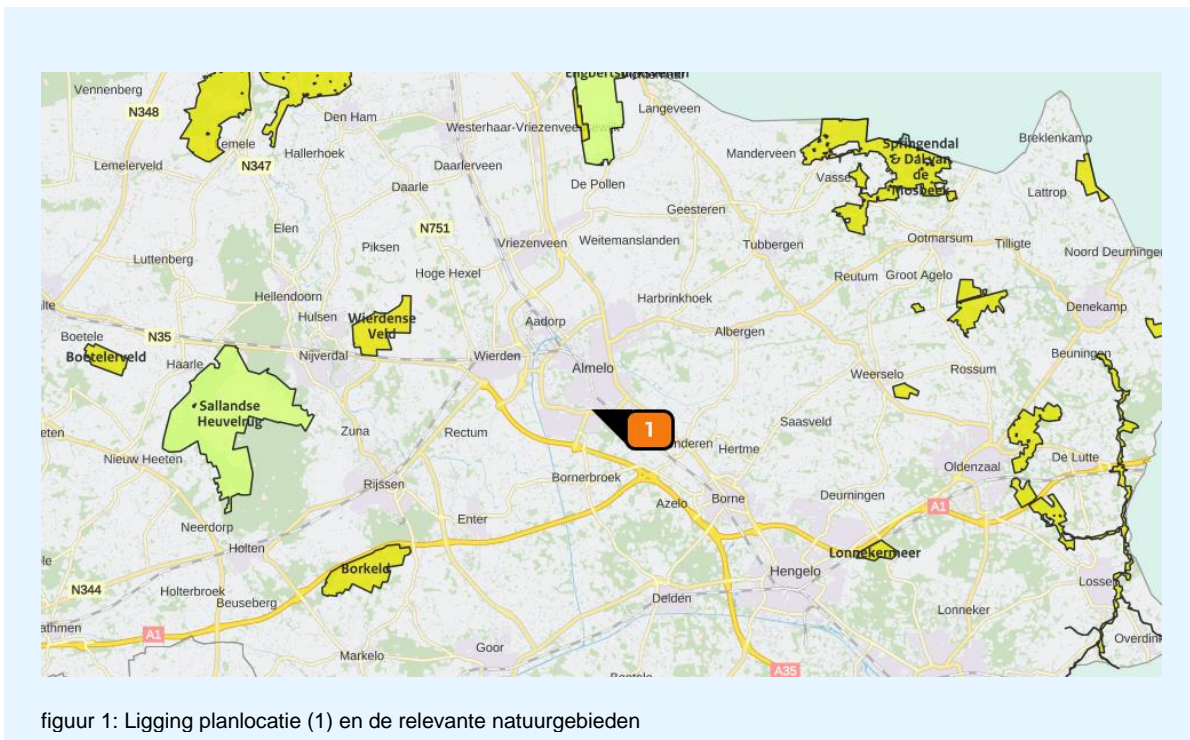 Vennenberg
N348
Den Ham
Westerhaar-Vriezenvee
Langeveen
Manderveen
Springendal
& Dal van
de
Mosbeek
Breklenkamp
Hallerhoek
Lemelerveld
N347
Daarlerveen
Daarle
De Pollen
Vasse
Lattrop
Geesteren
Elen
N751
Piksen
Vriezenveen
Weitemanslanden
Tubbergen
Ootmarsum
Tilligte
Noord Deurningen
Luttenberg
Hoge Hexel
Reutum
Groot Agelo
Hellendoorn
Harbrinkhoek
Denekamp
Hulsen
Wierdense
Veld
Aadorp
Albergen
Boetele
N35
Boetelerveld
Haarle
Nijverdal
Wierden
Almelo
Weerselo
Rossum
Beuningen
Sallandse
Heuvelrug
Zuna
Rectum
1
Hertme
Saasveld
Nieuw Heeten
Bornerbroek
Oldenzaal
De Lutte
Rijssen
Azelo
Borne
Deurningen
A1
Neerdorp
Enter
Holten
Borkeld
Lonnekermeer
Hengelo
N344
Holterbroek
Beuseberg
Delden
Losser
Lonneker
A1
Markelo
Goor
A35
figuur 1: Ligging planlocatie (1) en de relevante natuurgebieden